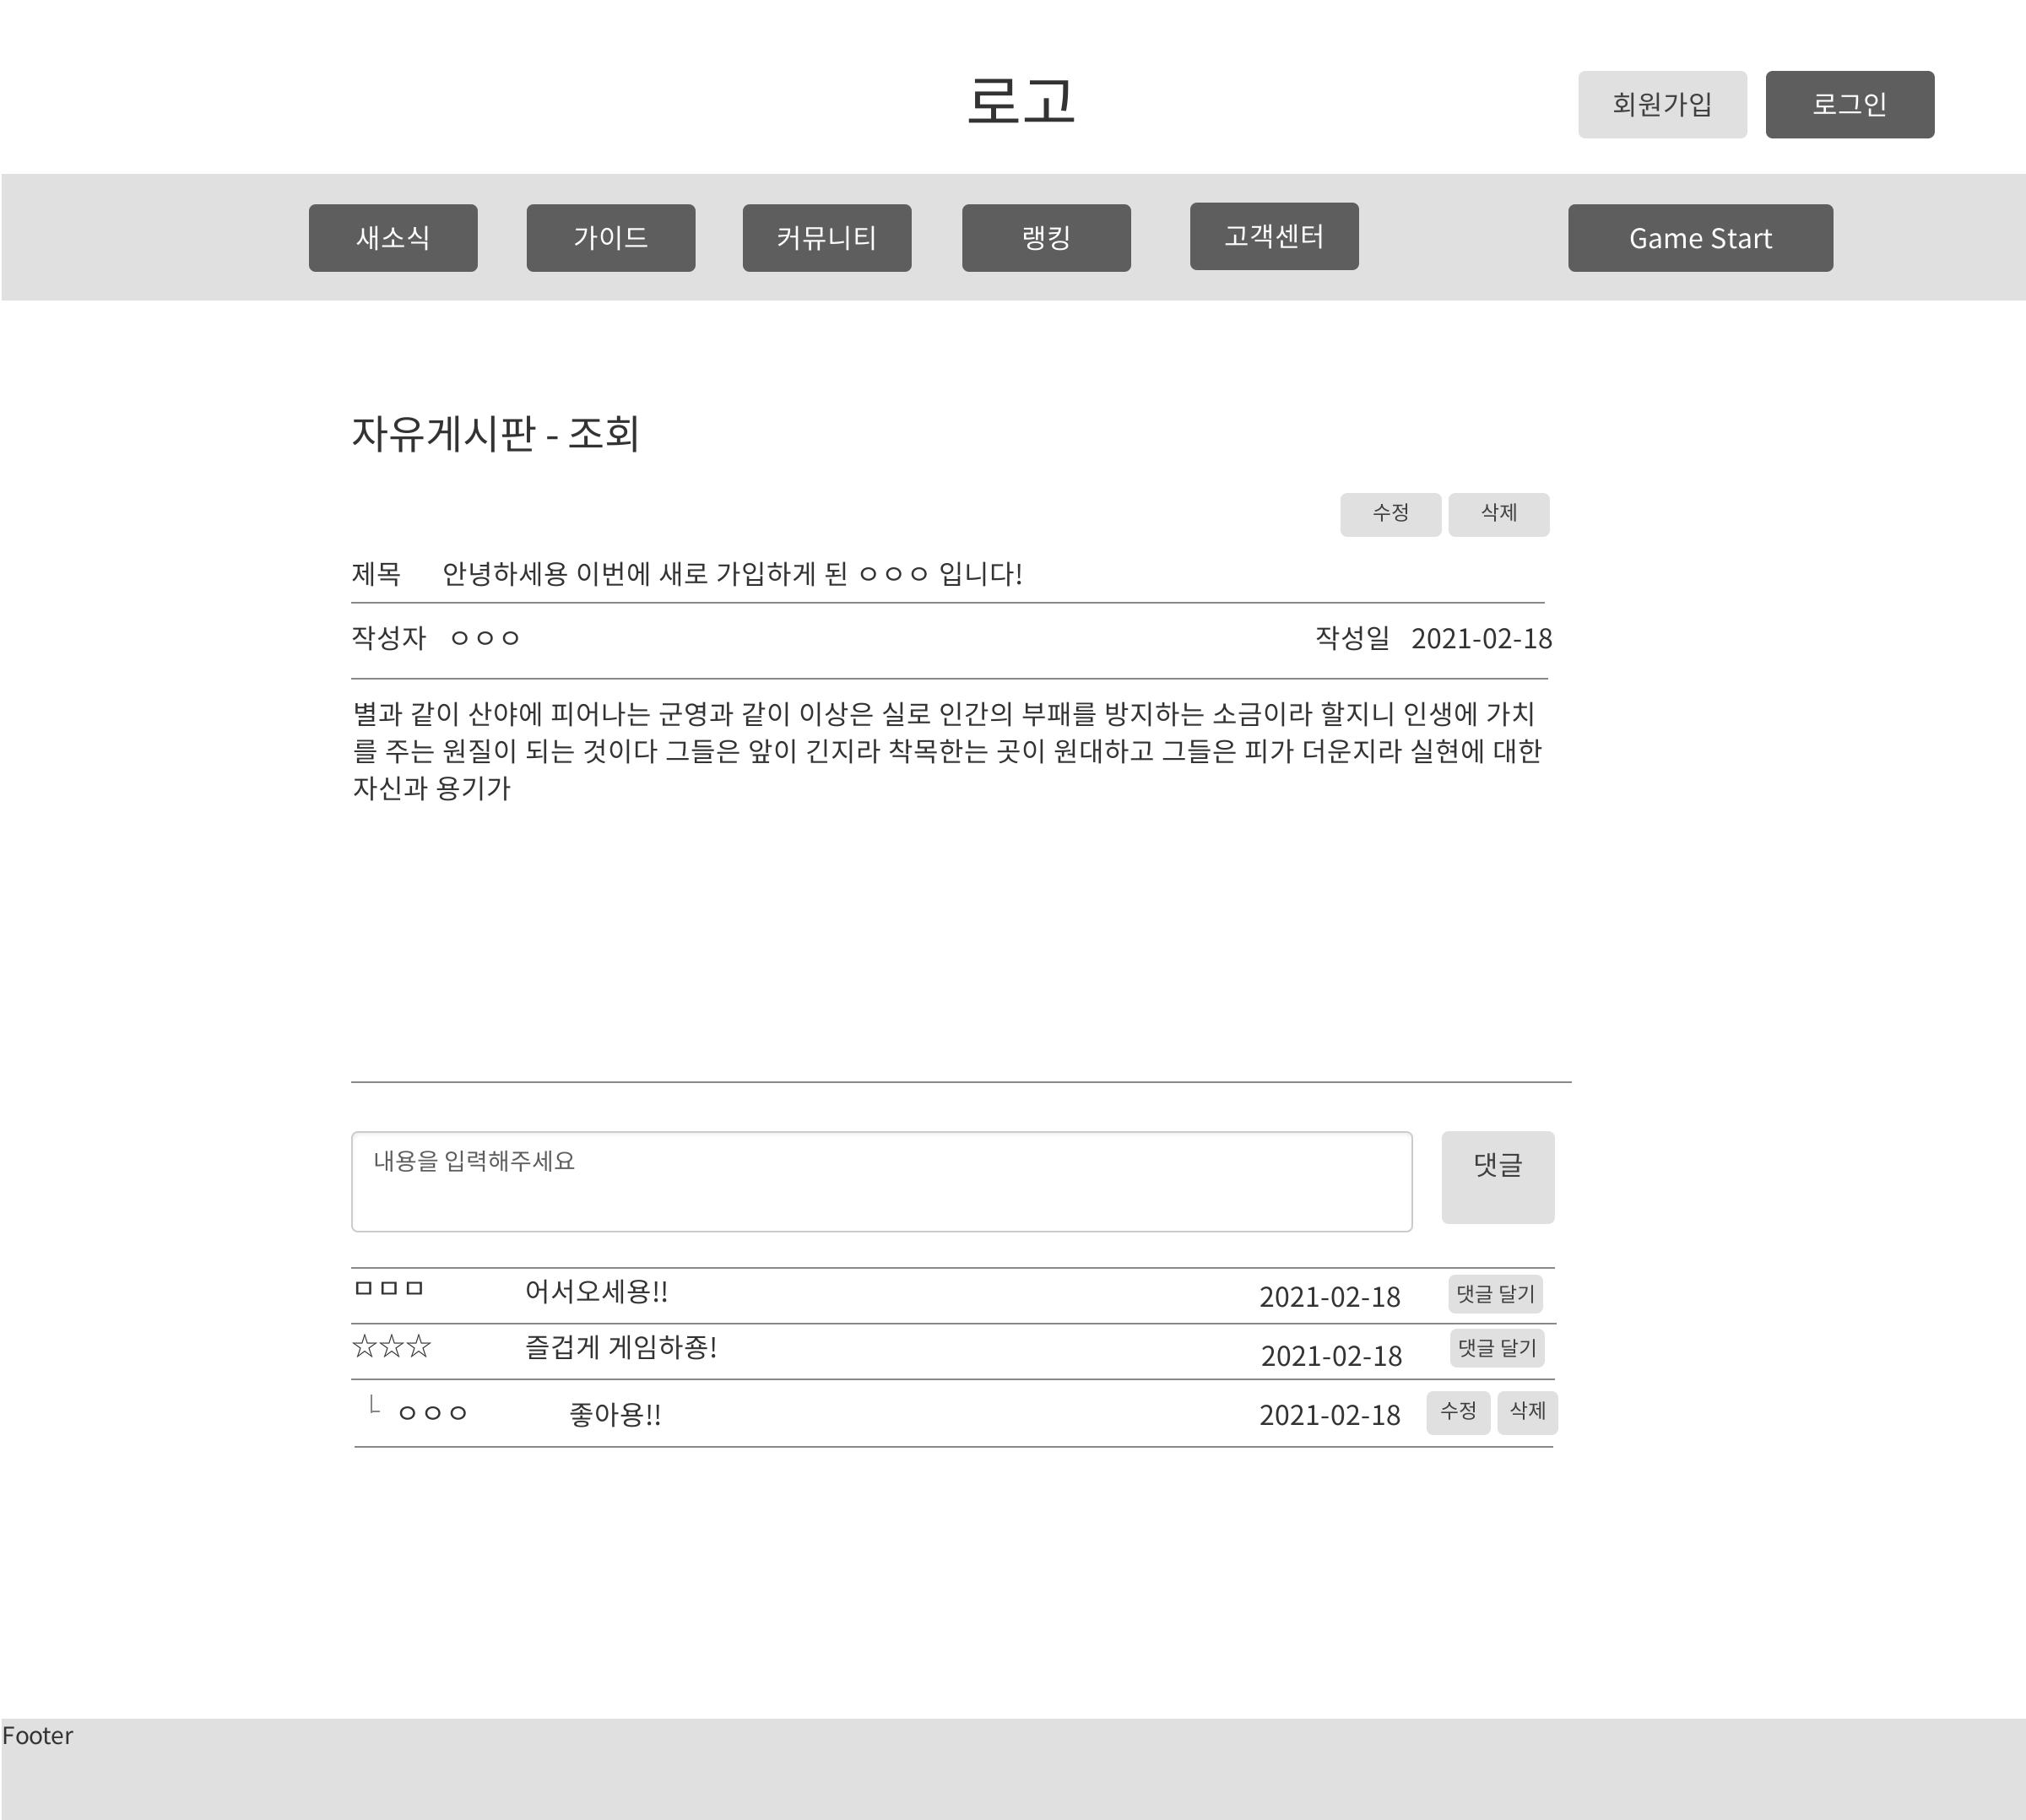 로고
회원가입 로그인
새소식 가이드 커뮤니티 랭킹 고객센터 Game Start
자유게시판 - 조회
수정 삭제
제목 안녕하세용 이번에 새로 가입하게 된 ㅇㅇㅇ 입니다!
작성자 ㅇㅇㅇ 작성일 2021-02-18
별과 같이 산야에 피어나는 군영과 같이 이상은 실로 인간의 부패를 방지하는 소금이라 할지니 인생에 가치
를 주는 원질이 되는 것이다 그들은 앞이 긴지라 착목한는 곳이 원대하고 그들은 피가 더운지라 실현에 대한
자신과 용기가
내용을 입력해주세요 댓글
ㅁㅁㅁ 어서오세용!! 2021-02-18 댓글 달기
☆☆☆ 즐겁게 게임하죵! 2021-02-18 댓글 달기
ㄴ ㅇㅇㅇ 좋아용!! 2021-02-18 수정 삭제
Footer